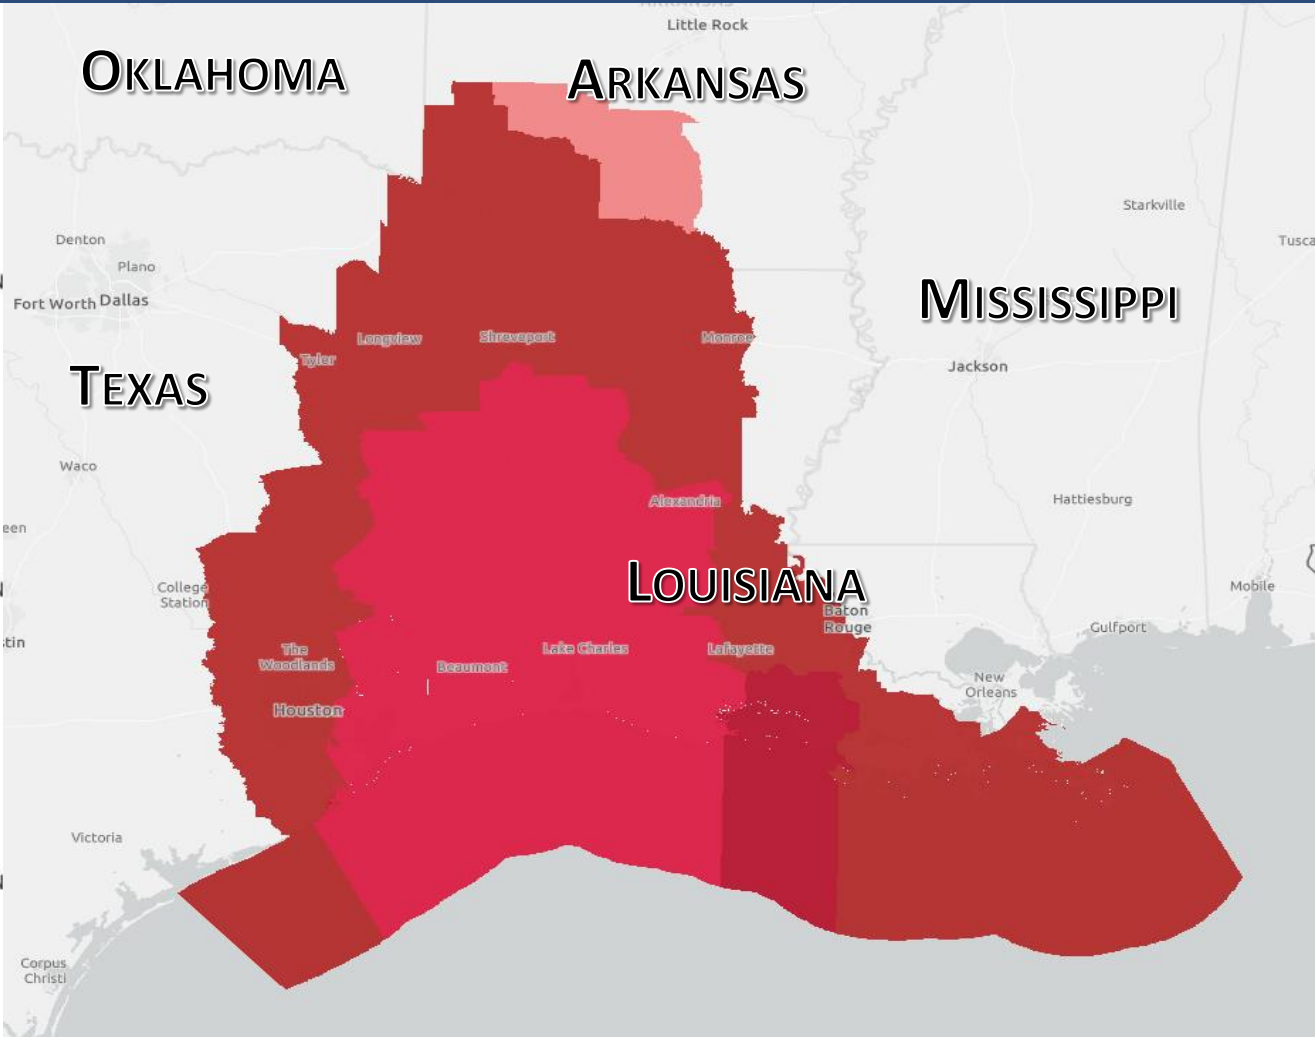 Little Rock
OKLAHOMA
ARKANSAS
Starkville
Denton
Tusca
Plano
MISSISSIPPI
Fort Worth
Dallas
Longview
Shreveport
Monroe
Tyler
TEXAS
Jackson
Waco
Alexandria
Hattiesburg
een
LOUISIANA
College
Station
Mobile
Baton
Rouge
Gulfport
tin
The
Woodlands
Lake Charles
Lafayette
Beaumont
New
Orleans
Houston
Victoria
Corpus
Christi